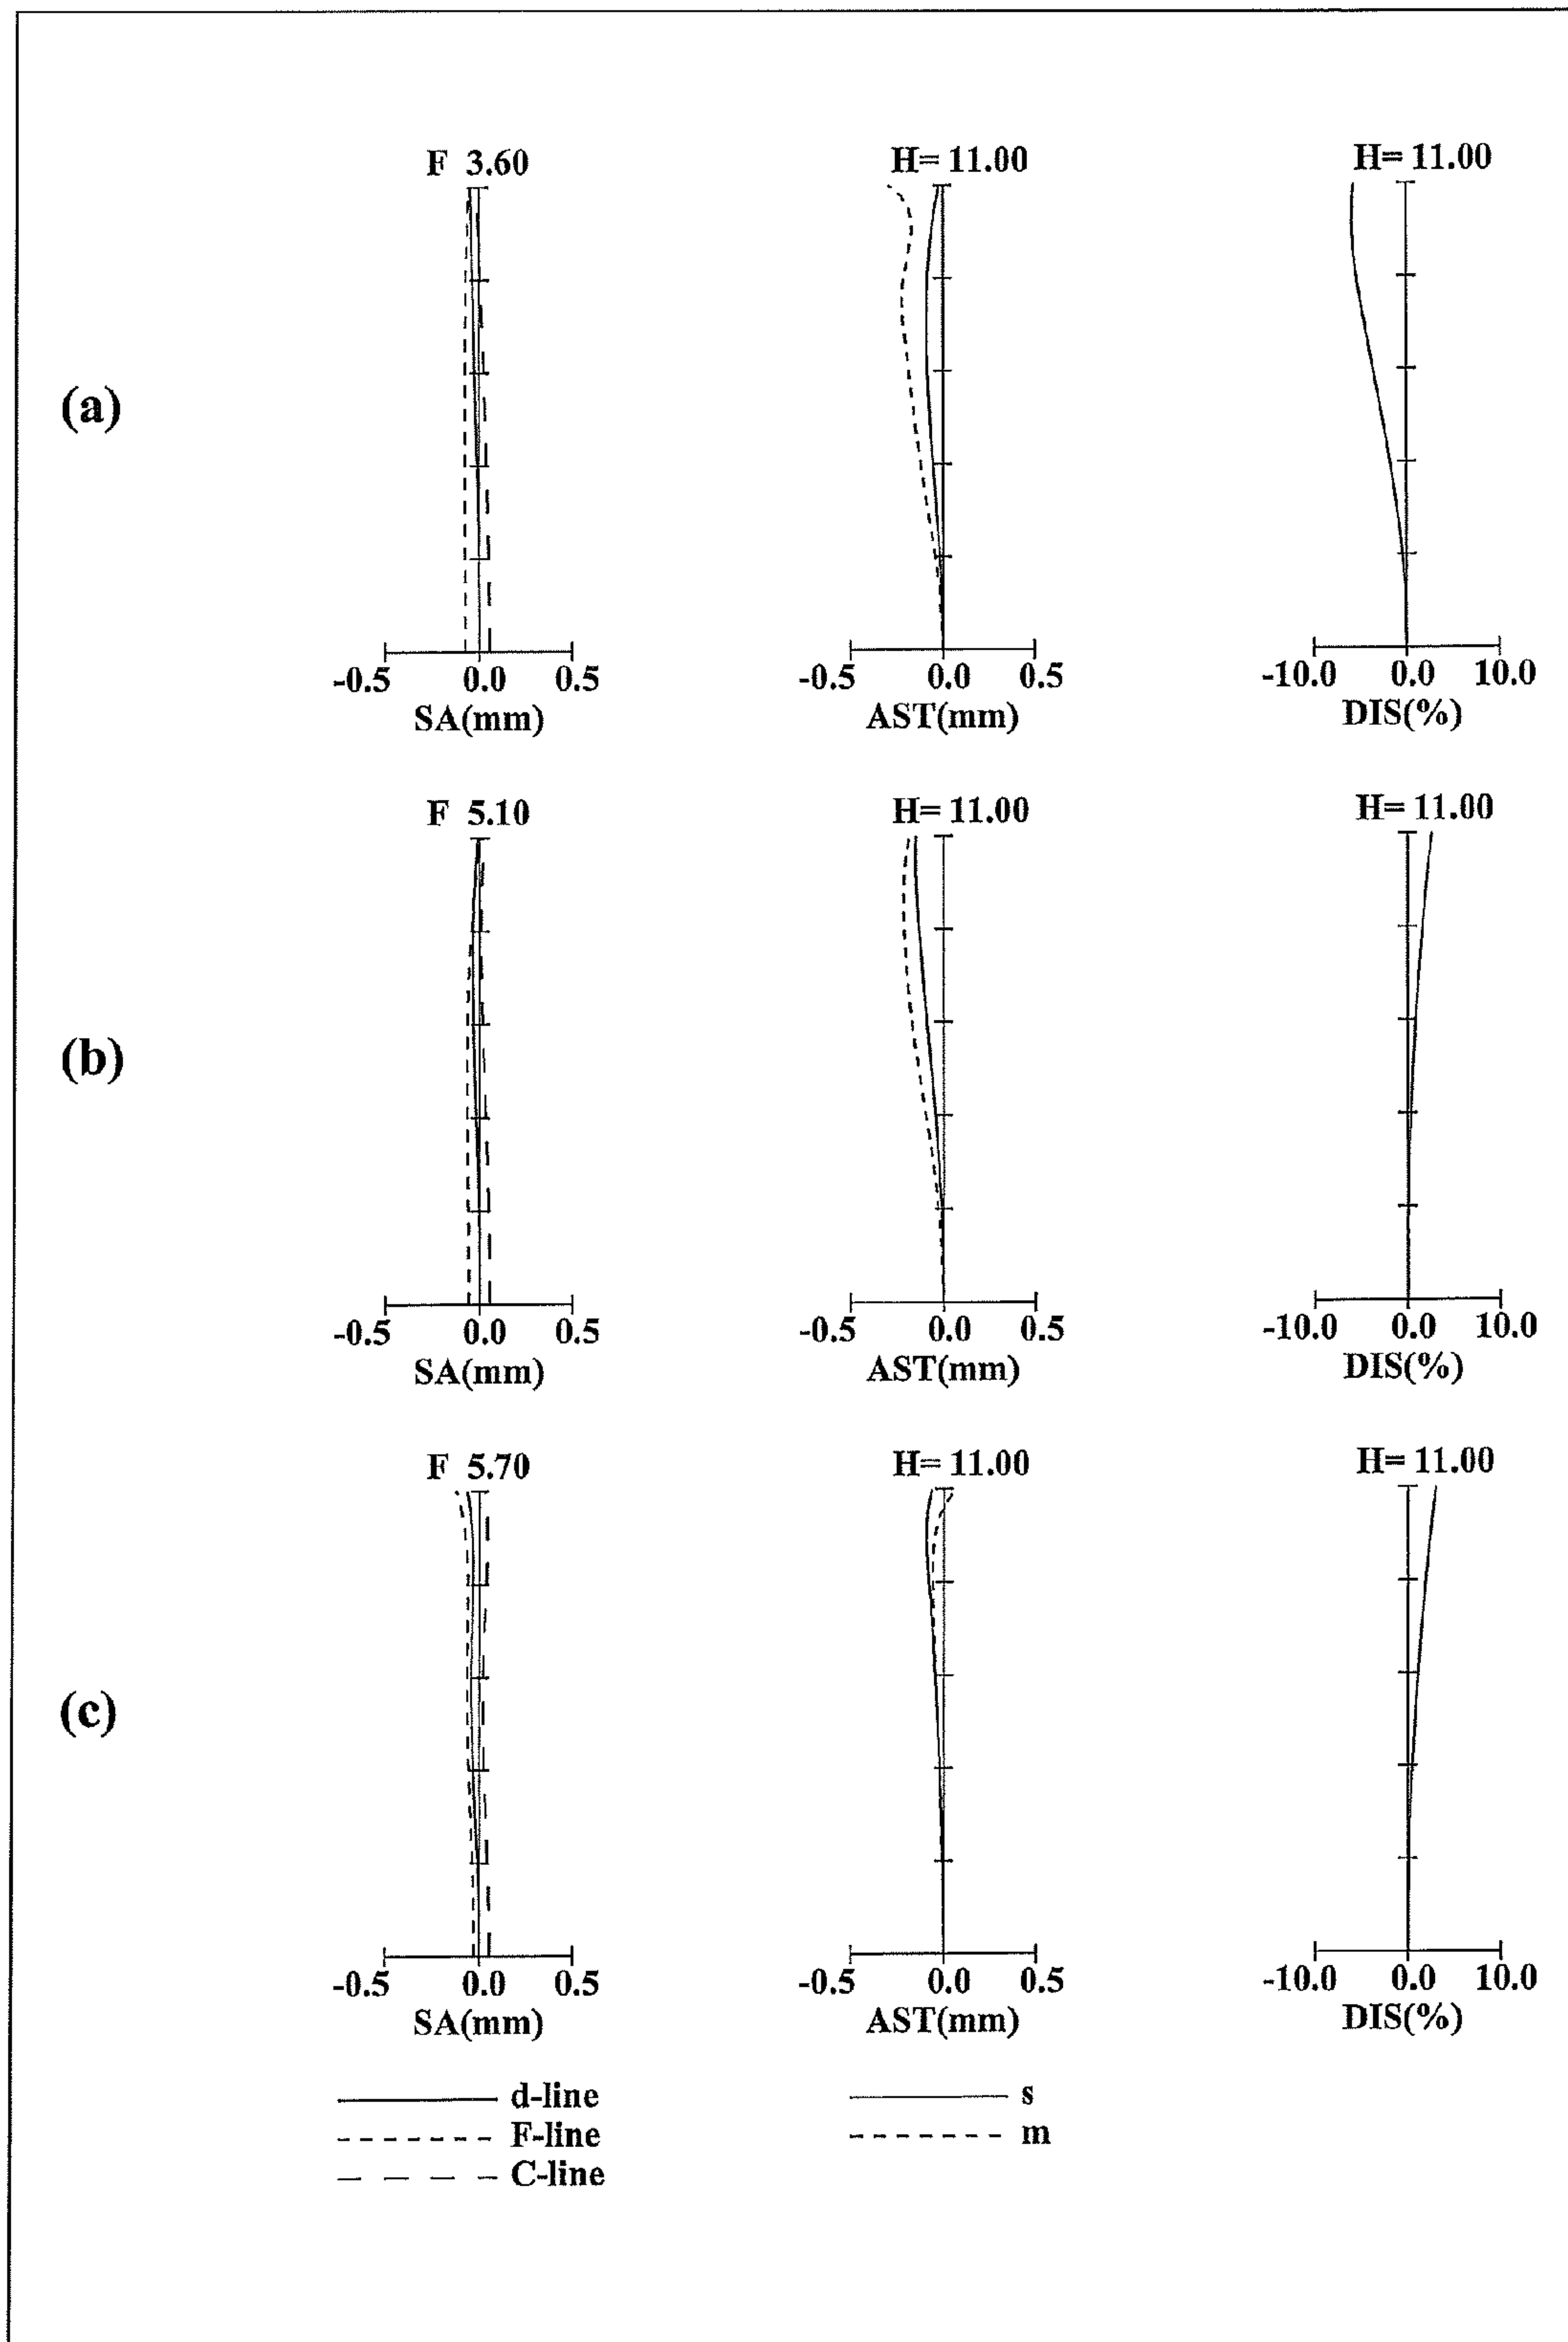 (a)
F 3.60
H= 11.00
H= 11.00
-0.5 0.0 0.5
SA(mm)
-0.5 0.0 0.5
AST(mm)
-10.0 0.0 10.0
DIS(%)
(b)
F 5.10
H= 11.00
H= 11.00
-0.5 0.0 0.5
SA(mm)
-0.5 0.0 0.5
AST(mm)
-10.0 0.0 10.0
DIS(%)
(c)
F 5.70
H= 11.00
H= 11.00
-0.5 0.0 0.5
SA(mm)
-0.5 0.0 0.5
AST(mm)
-10.0 0.0 10.0
DIS(%)
d-line
F-line
C-line
s
m